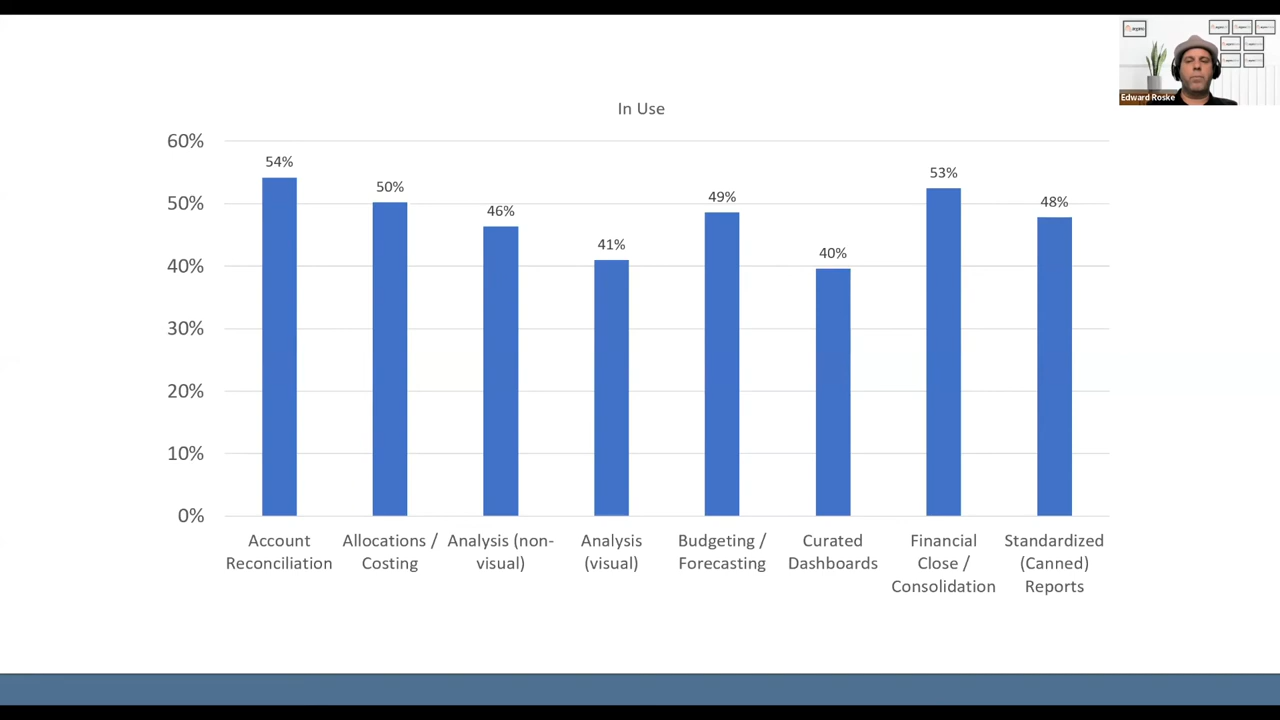 Edward Roske
In Use
60%
50%
40%
30%
20%
10%
0%
54%
50%
46%
41%
49%
40%
53%
48%
Account
Reconciliation
Allocations /
Costing
Analysis (non-
visual)
Analysis
(visual)
Budgeting /
Forecasting
Curated
Dashboards
Financial
Close /
Consolidation
Standardized
(Canned)
Reports